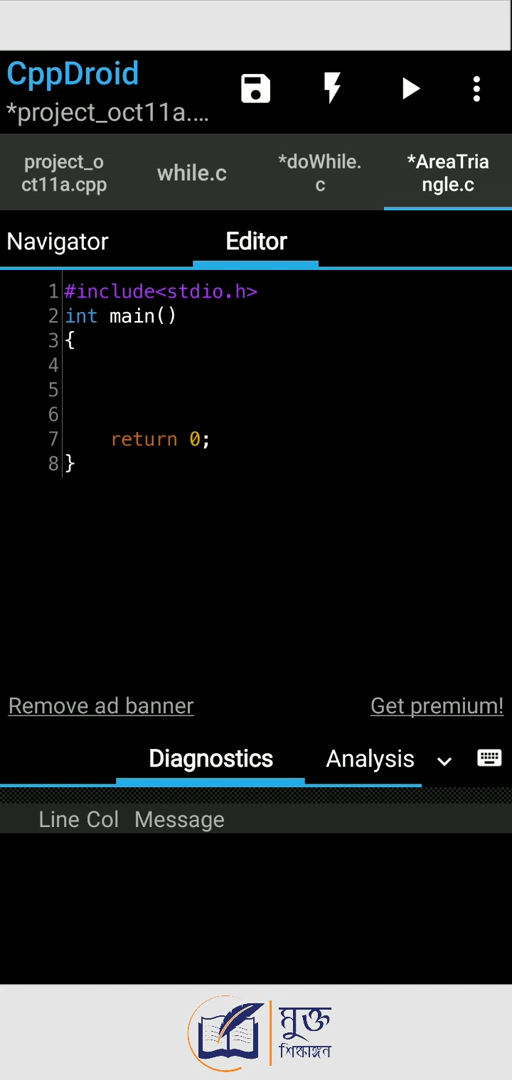 CppDroid
*project_oct11a....
project_o
ct11a.cpp
while.c
*doWhile.
c
*AreaTria
ngle.c
Navigator
Editor
1 #include<stdio.h>
2 int main()
3 {
4
5
6
7 return 0;
8 }
Remove ad banner
Get premium!
Diagnostics
Analysis
Line Col Message
মুক্ত
শিক্ষাঙ্গন